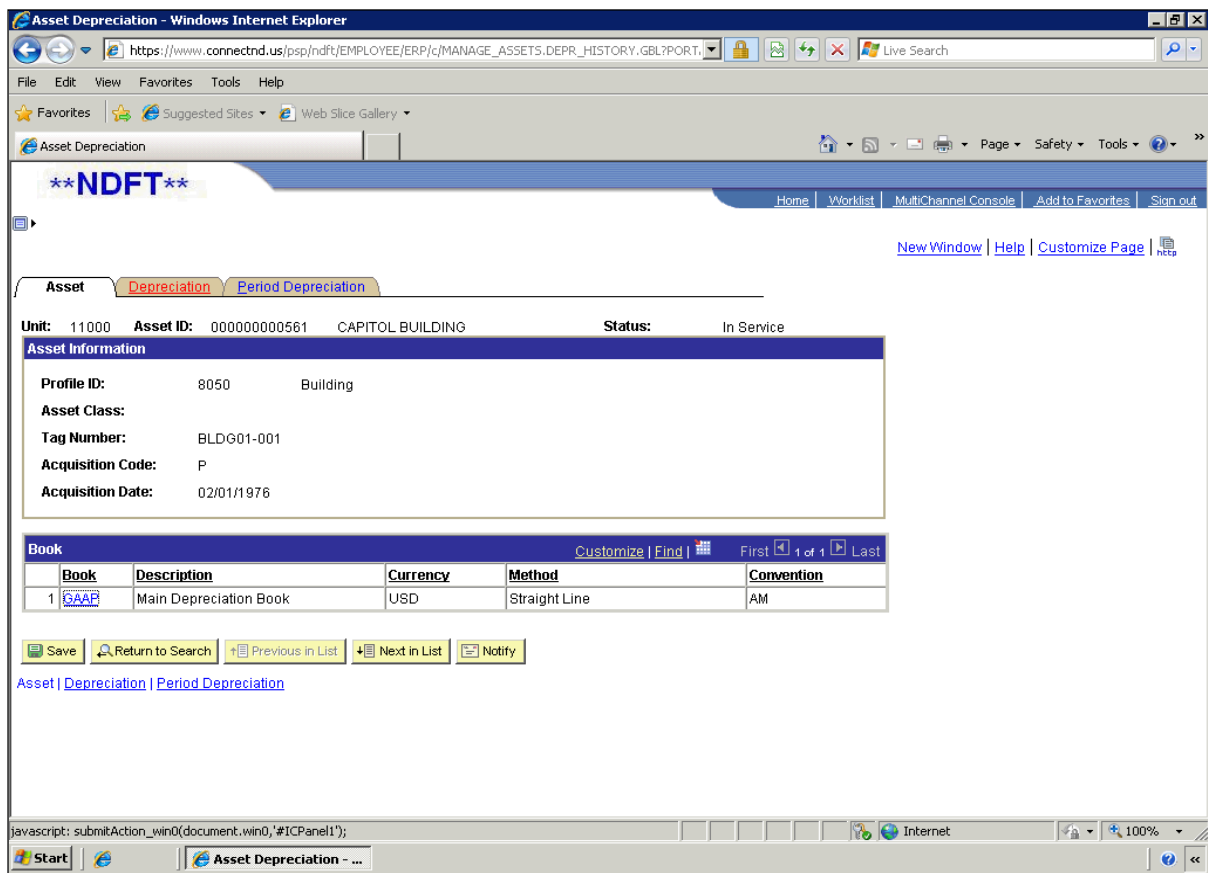 Asset Depreciation - Windows Internet Explorer
https://www.connectnd.us/psp/ndft/EMPLOYEE/ERP/c/MANAGE_ASSETS.DEPR_HISTORY.GBL?PORT. Live Search
File Edit View Favorites Tools Help
Favorites Suggested Sites Web Slice Gallery
Asset Depreciation Page Safety Tools »
**NDFT**
Home | Worklist | MultiChannel Console | Add to Favorites | Sign out
New Window | Help | Customize Page | http
Asset Depreciation Period Depreciation
Unit: 11000 Asset ID: 000000000561 CAPITOL BUILDING Status: In Service
Asset Information
Profile ID: 8050 Building
Asset Class:
Tag Number: BLDG01-001
Acquisition Code: P
Acquisition Date: 02/01/1976
Book Customize | Find | First 1 of 1 Last
Book Description Currency Method Convention
1 GAAP Main Depreciation Book USD Straight Line AM
Save Return to Search Previous in List Next in List Notify
Asset | Depreciation | Period Depreciation
javascript: submitAction_win0(document.win0,'#ICPanel1'); Internet 100%
Start Asset Depreciation - ... «